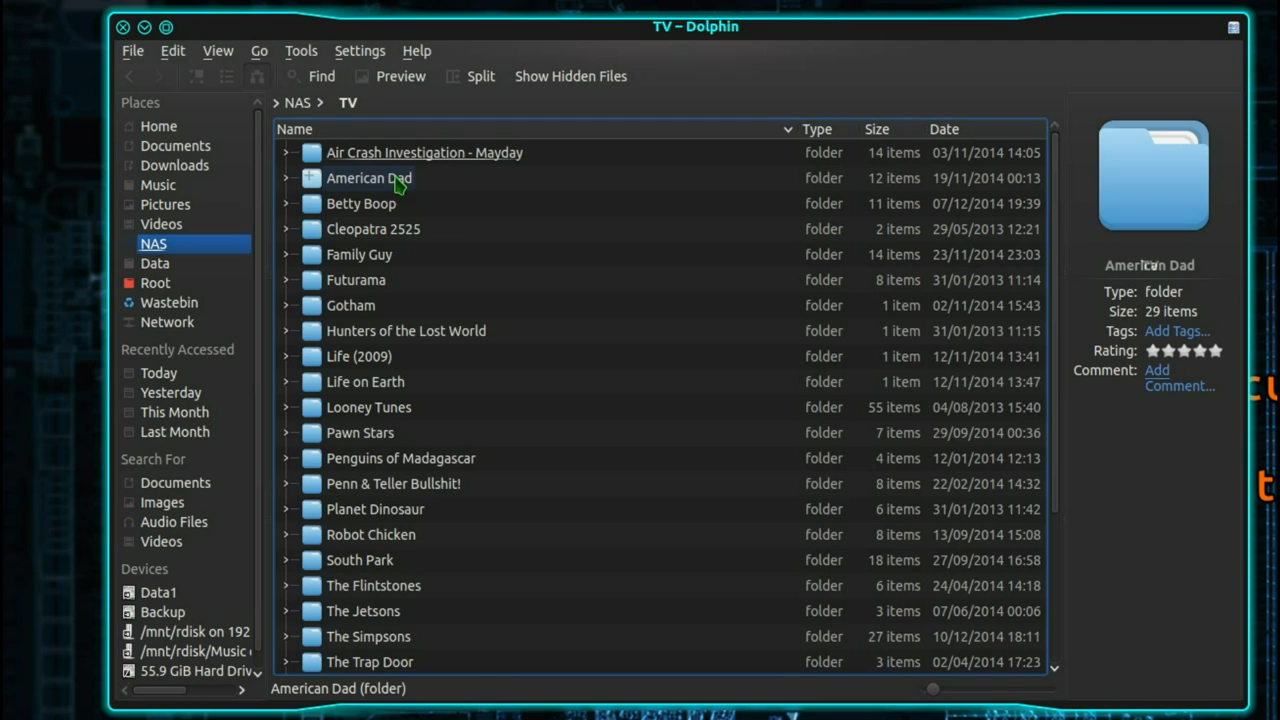 TV – Dolphin
File Edit View Go Tools Settings Help
Find Preview Split Show Hidden Files
Places
Home
Documents
Downloads
Music
Pictures
Videos
NAS
Data
Root
Wastebin
Network
Recently Accessed
Today
Yesterday
This Month
Last Month
Search For
Documents
Images
Audio Files
Videos
Devices
Data1
Backup
/mnt/rdisk on 192
/mnt/rdisk/Music
55.9 GiB Hard Driv
> NAS > TV
Name Type Size Date
Air Crash Investigation - Mayday folder 14 items 03/11/2014 14:05
American Dad folder 12 items 19/11/2014 00:13
Betty Boop folder 11 items 07/12/2014 19:39
Cleopatra 2525 folder 2 items 29/05/2013 12:21
Family Guy folder 14 items 23/11/2014 23:03
Futurama folder 8 items 31/01/2013 11:14
Gotham folder 1 item 02/11/2014 15:43
Hunters of the Lost World folder 1 item 31/01/2013 11:15
Life (2009) folder 1 item 12/11/2014 13:41
Life on Earth folder 1 item 12/11/2014 13:47
Looney Tunes folder 55 items 04/08/2013 15:40
Pawn Stars folder 7 items 29/09/2014 00:36
Penguins of Madagascar folder 4 items 12/01/2014 12:13
Penn & Teller Bullshit! folder 8 items 22/02/2014 14:32
Planet Dinosaur folder 6 items 31/01/2013 11:42
Robot Chicken folder 8 items 13/09/2014 15:08
South Park folder 18 items 27/09/2014 16:58
The Flintstones folder 6 items 24/04/2014 14:18
The Jetsons folder 3 items 07/06/2014 00:06
The Simpsons folder 27 items 10/12/2014 18:11
The Trap Door folder 3 items 02/04/2014 17:23
American Dad (folder)
American Dad
Type: folder
Size: 29 items
Tags: Add Tags...
Rating:
Comment: Add
Comment...